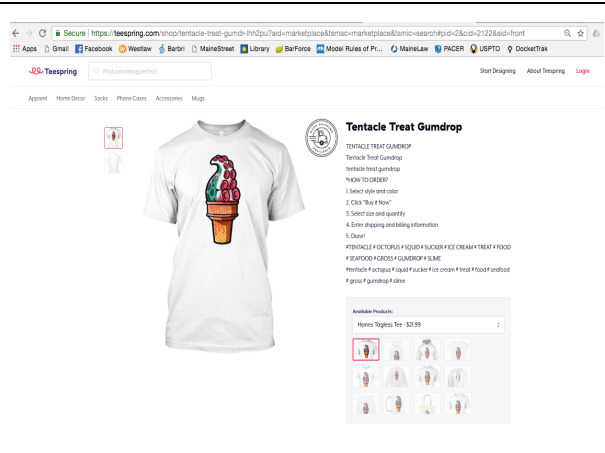 Secure https://teespring.com/shop/tentacle-treat-gumdr-lhh2pu?aid=marketplace&tsmac=marketplace&tsmic=search#pid=2&cid=2122&sid=front
Apps Gmail Facebook Westlaw Barbri MaineStreet Library BarForce Model Rules of Pr... MaineLaw PACER USPTO DocketTrak
Teespring Find something perfect Start Designing About Teespring Login
Apparel Home Decor Socks Phone Cases Accessories Mugs
Tentacle Treat Gumdrop
TENTACLE TREAT GUMDROP
Tentacle Treat Gumdrop
tentacle treat gumdrop
*HOW TO ORDER?
1. Select style and color
2. Click "Buy it Now"
3. Select size and quantity
4. Enter shipping and billing information
5. Done!
#TENTACLE # OCTOPUS # SQUID # SUCKER # ICE CREAM # TREAT # FOOD
# SEAFOOD # GROSS # GUMDROP # SLIME
#tentacle # octopus # squid # sucker # ice cream # treat # food # seafood
# gross # gumdrop # slime
Available Products:
Hanes Tagless Tee - $21.99